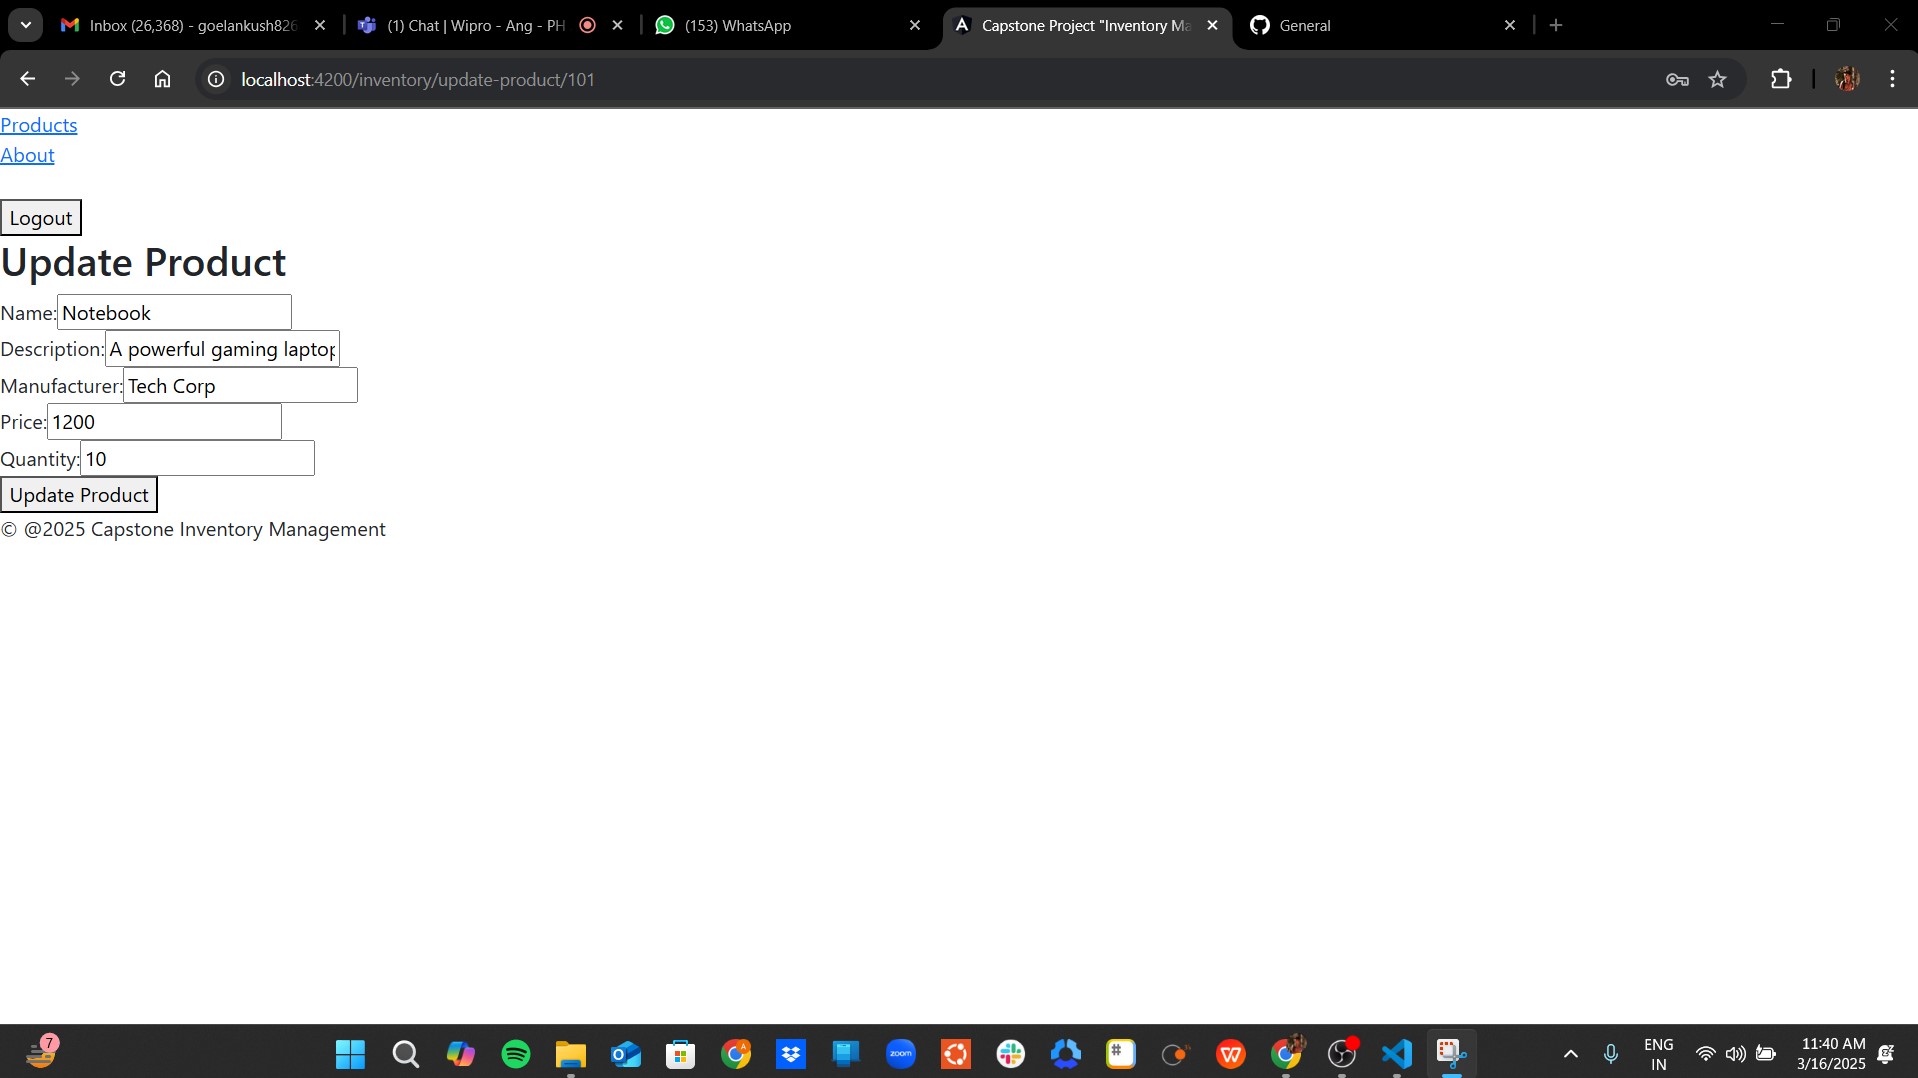 Inbox (26,368) - goelankush826
(1) Chat | Wipro - Ang - PH
(153) WhatsApp
Capstone Project "Inventory Ma
General
localhost:4200/inventory/update-product/101
Products
About
Logout
Update Product
Name: Notebook
Description: A powerful gaming laptop
Manufacturer: Tech Corp
Price: 1200
Quantity: 10
Update Product
© @2025 Capstone Inventory Management
7
zoom
ENG
IN
11:40 AM
3/16/2025